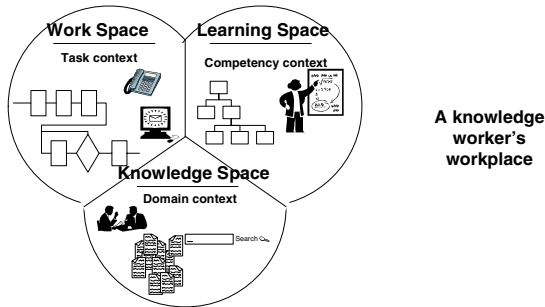 Work Space
Task context
Learning Space
Competency context
Knowledge Space
Domain context
Search
A knowledge
worker's
workplace